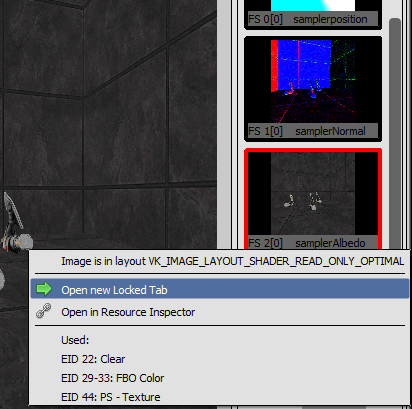 FS 0[0] samplerposition
FS 1[0] samplerNormal
FS 2[0] samplerAlbedo
Image is in layout VK_IMAGE_LAYOUT_SHADER_READ_ONLY_OPTIMAL
Open new Locked Tab
Open in Resource Inspector
Used:
EID 22: Clear
EID 29-33: FBO Color
EID 44: PS - Texture